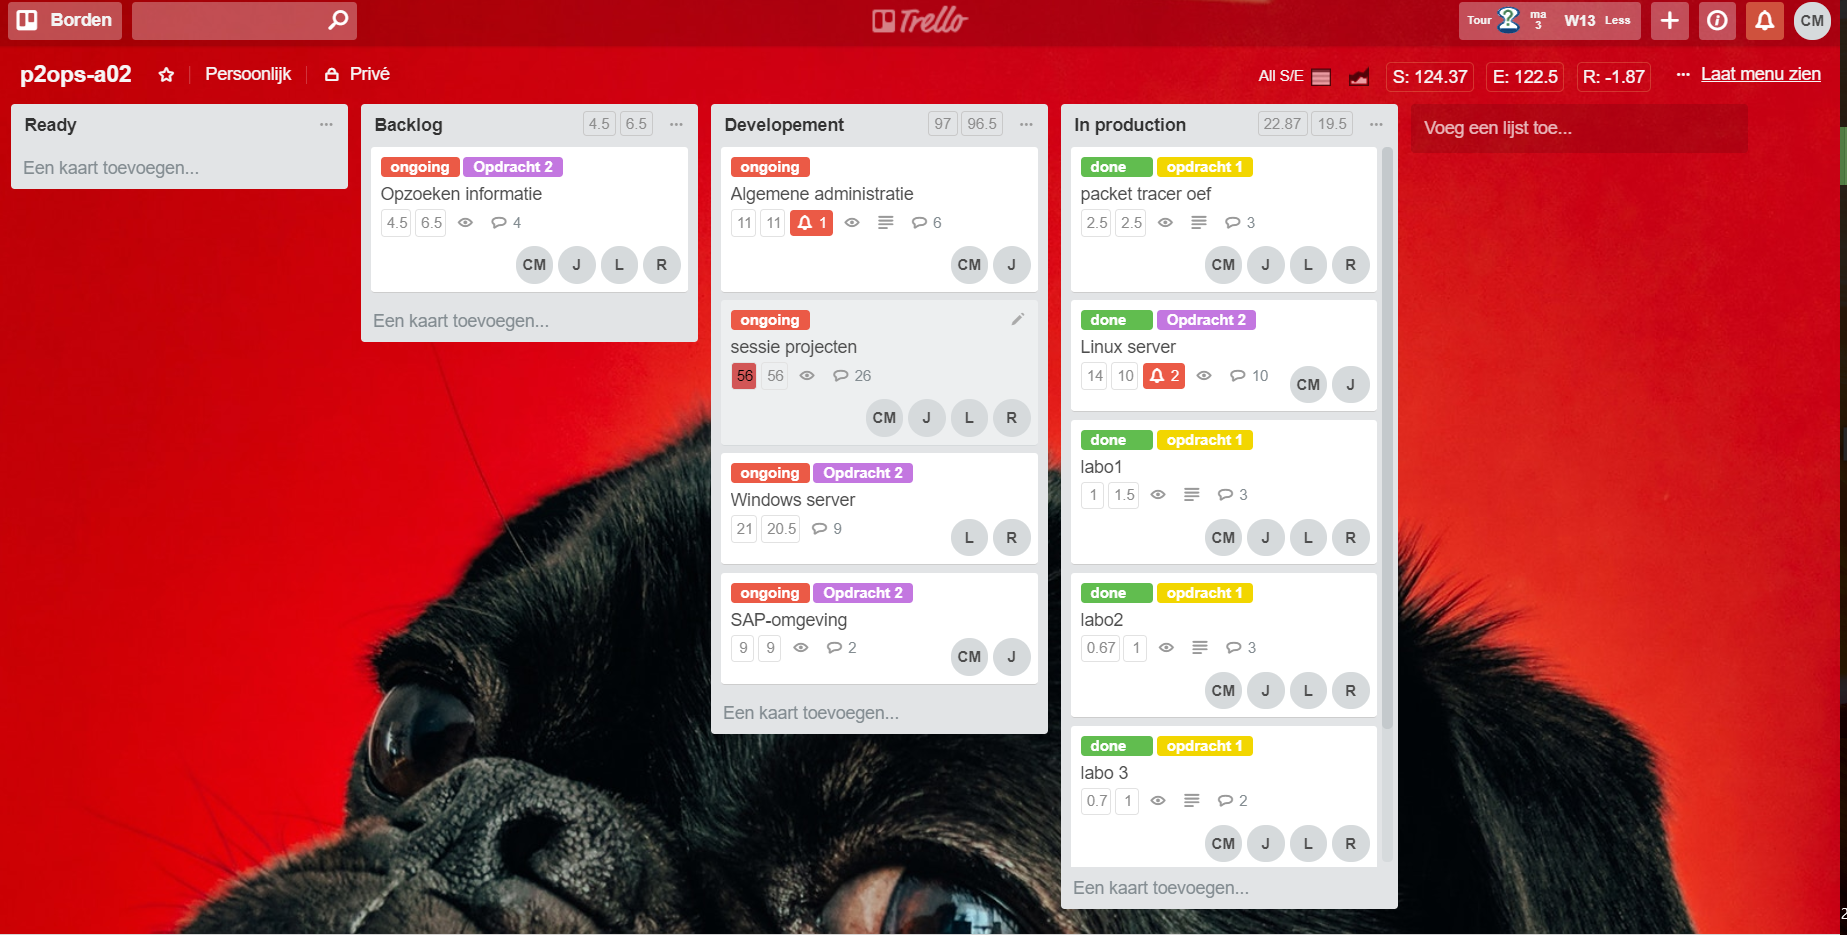 Borden
Trello
Tour ma 3 W13 Less
CM
p2ops-a02 Persoonlijk Privé
All S/E S: 124.37 E: 122.5 R: -1.87 ... Laat menu zien
Ready ...
Een kaart toevoegen...
Backlog 4.5 6.5 ...
ongoing Opdracht 2
Opzoeken informatie
4.5 6.5 4
CM J L R
Een kaart toevoegen...
Developement 97 96.5 ...
ongoing
Algemene administratie
11 11 1 6
CM J
ongoing
sessie projecten
56 56 26
CM J L R
ongoing Opdracht 2
Windows server
21 20.5 9
L R
ongoing Opdracht 2
SAP-omgeving
9 9 2
CM J
Een kaart toevoegen...
In production 22.87 19.5 ...
done opdracht 1
packet tracer oef
2.5 2.5 3
CM J L R
done Opdracht 2
Linux server
14 10 2 10
CM J
done opdracht 1
labo1
1 1.5 3
CM J L R
done opdracht 1
labo2
0.67 1 3
CM J L R
done opdracht 1
labo 3
0.7 1 2
CM J L R
Een kaart toevoegen...
Voeg een lijst toe...
2